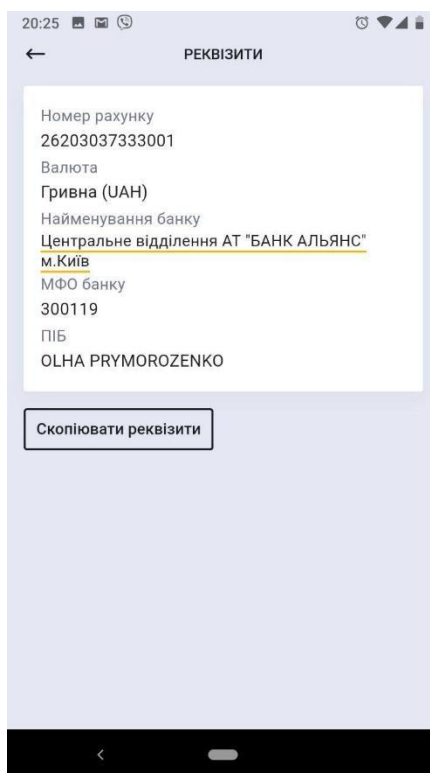 20:25
РЕКВІЗИТИ
Номер рахунку
26203037333001
Валюта
Гривна (UAH)
Найменування банку
Центральне відділення АТ "БАНК АЛЬЯНС"
м.Київ
МФО банку
300119
ПІБ
OLHA PRYMOROZENKO
Скопіювати реквізити